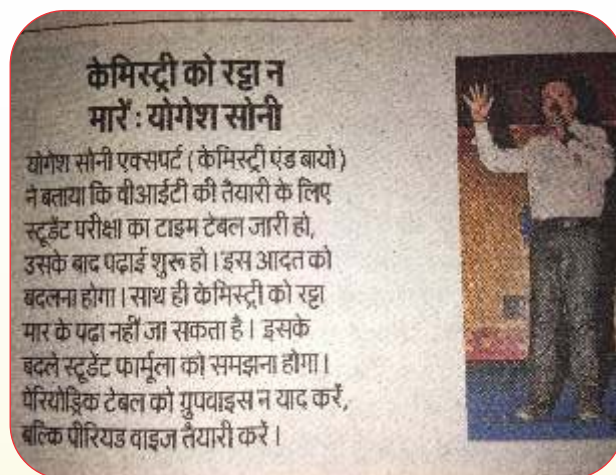 केमिस्ट्री को रट्टा न
मारें : योगेश सोनी
योगेश सोनी एक्सपर्ट (केमिस्ट्री एंड बायो)
ने बताया कि वीआईटी की तैयारी के लिए
स्टूडेंट परीक्षा का टाइम टेबल जारी हो,
उसके बाद पढ़ाई शुरू हो। इस आदत को
बदलना होगा। साथ ही केमिस्ट्री को रट्टा
मार के पढा नहीं जा सकता है। इसके
बदले स्टूडेंट फार्मूला को समझना होगा।
पेरियोड्रिक टेबल को ग्रुपवाइस न याद करें,
बल्कि पीरियड वाइज तैयारी करें।